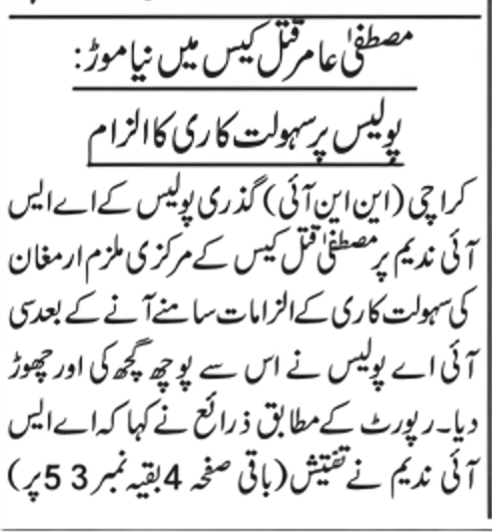 مصطفیٰ عامر قتل کیس میں نیا موڑ:
پولیس پر سہولت کاری کا الزام
کراچی (این این آئی) گذری پولیس کے اے ایس
آئی ندیم پر مصطفیٰ قتل کیس کے مرکزی ملزم ارمغان
کی سہولت کاری کے الزامات سامنے آنے کے بعد سی
آئی اے پولیس نے اس سے پوچھ گچھ کی اور چھوڑ
دیا۔ رپورٹ کے مطابق ذرائع نے کہا کہ اے ایس
آئی ندیم نے تفتیش (باقی صفحہ 4 بقیہ نمبر 53 پر)